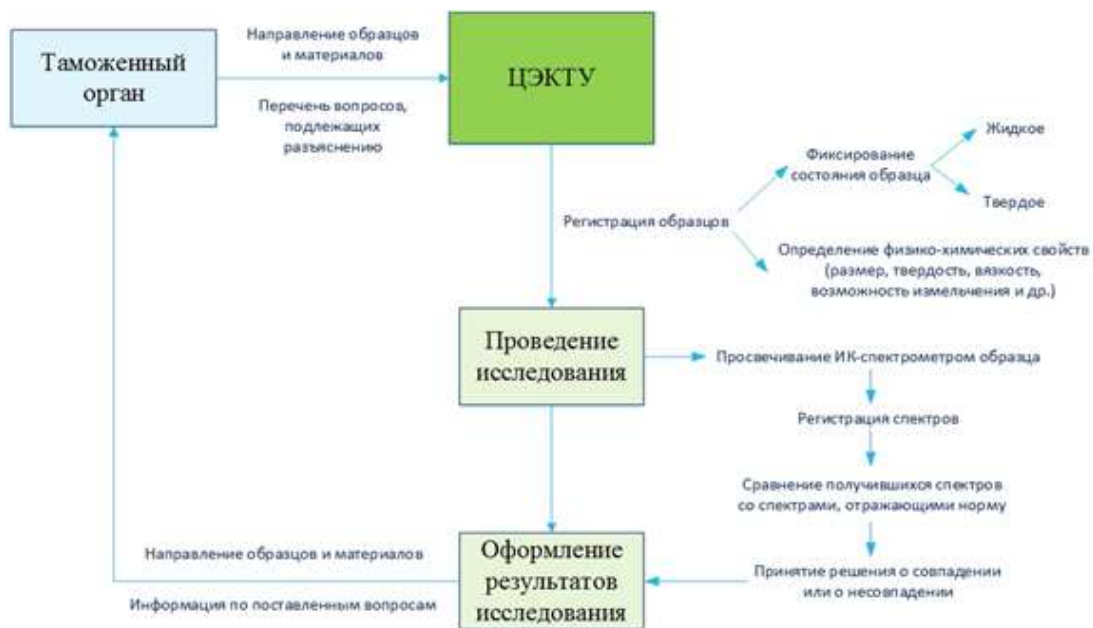 Таможенный
орган
Направление образцов
и материалов
Перечень вопросов,
подлежащих
разъяснению
ЦЭКТУ
Регистрация образцов
Фиксирование
состояния образца
Жидкое
Твердое
Определение физико-химических свойств
(размер, твердость, вязкость,
возможность измельчения и др.)
Проведение
исследования
Просвечивание ИК-спектрометром образца
Регистрация спектров
Сравнение получившихся спектров
со спектрами, отражающими норму
Принятие решения о совпадении
или о несовпадении
Оформление
результатов
исследования
Направление образцов и материалов
Информация по поставленным вопросам